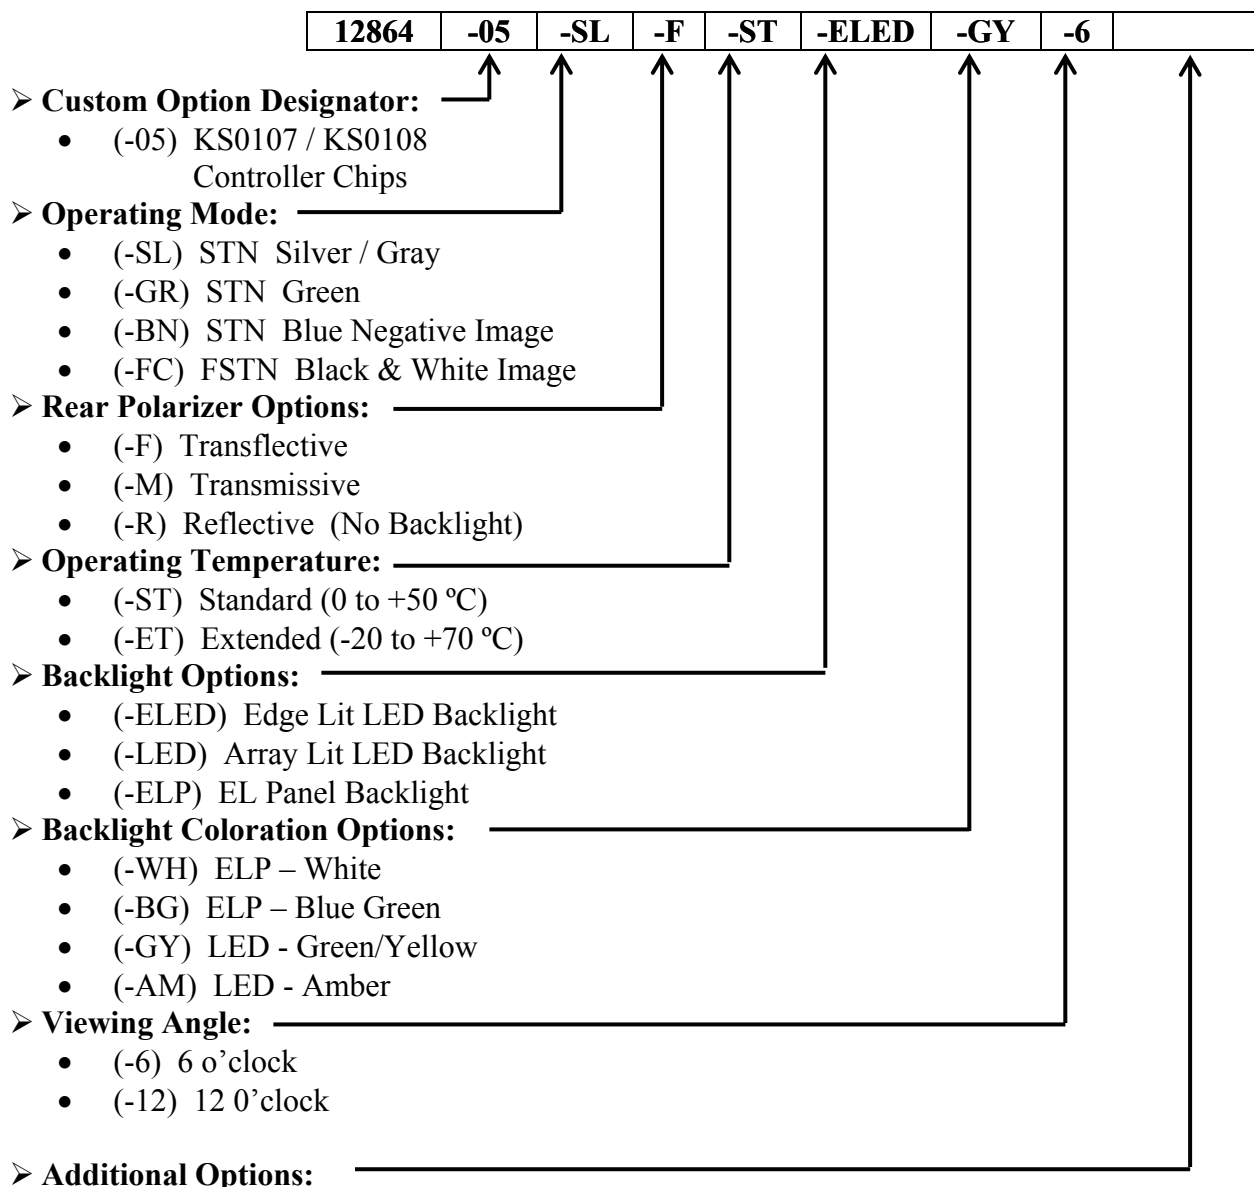 12864 -05 -SL -F -ST -ELED -GY -6
➢ Custom Option Designator:
• (-05) KS0107 / KS0108
Controller Chips
➢ Operating Mode:
• (-SL) STN Silver / Gray
• (-GR) STN Green
• (-BN) STN Blue Negative Image
• (-FC) FSTN Black & White Image
➢ Rear Polarizer Options:
• (-F) Transflective
• (-M) Transmissive
• (-R) Reflective (No Backlight)
➢ Operating Temperature:
• (-ST) Standard (0 to +50 ºC)
• (-ET) Extended (-20 to +70 ºC)
➢ Backlight Options:
• (-ELED) Edge Lit LED Backlight
• (-LED) Array Lit LED Backlight
• (-ELP) EL Panel Backlight
➢ Backlight Coloration Options:
• (-WH) ELP – White
• (-BG) ELP – Blue Green
• (-GY) LED - Green/Yellow
• (-AM) LED - Amber
➢ Viewing Angle:
• (-6) 6 o’clock
• (-12) 12 0’clock
➢ Additional Options: